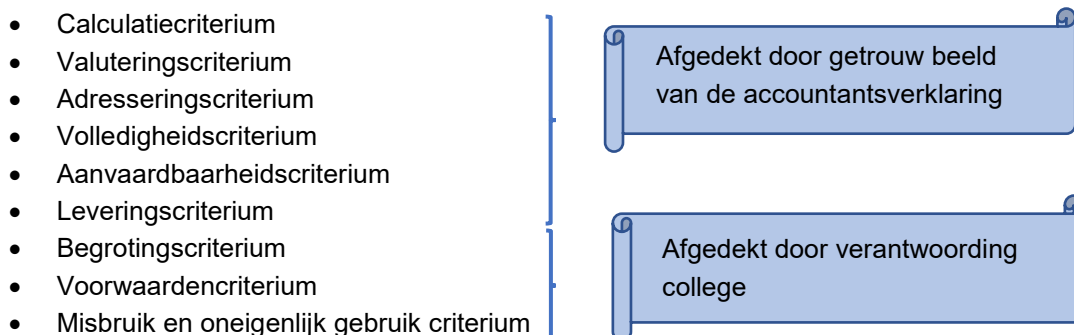 • Calculatiecriterium
• Valuteringscriterium
• Adresseringscriterium
• Volledigheidscriterium
• Aanvaardbaarheidscriterium
• Leveringscriterium
• Begrotingscriterium
• Voorwaardencriterium
• Misbruik en oneigenlijk gebruik criterium
Afgedekt door getrouw beeld
van de accountantsverklaring
Afgedekt door verantwoording
college